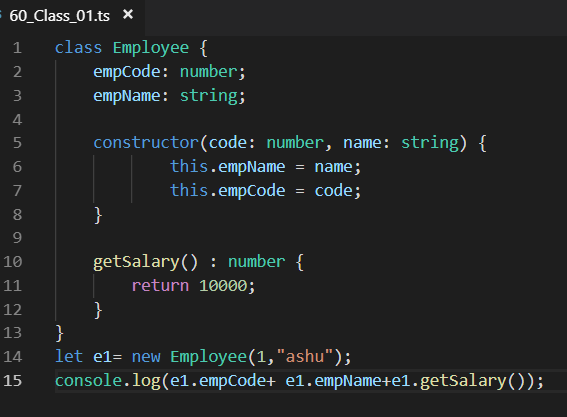 60_Class_01.ts ×
1 class Employee {
2 empCode: number;
3 empName: string;
4
5 constructor(code: number, name: string) {
6 this.empName = name;
7 this.empCode = code;
8 }
9
10 getSalary() : number {
11 return 10000;
12 }
13 }
14 let e1= new Employee(1,"ashu");
15 console.log(e1.empCode+ e1.empName+e1.getSalary());